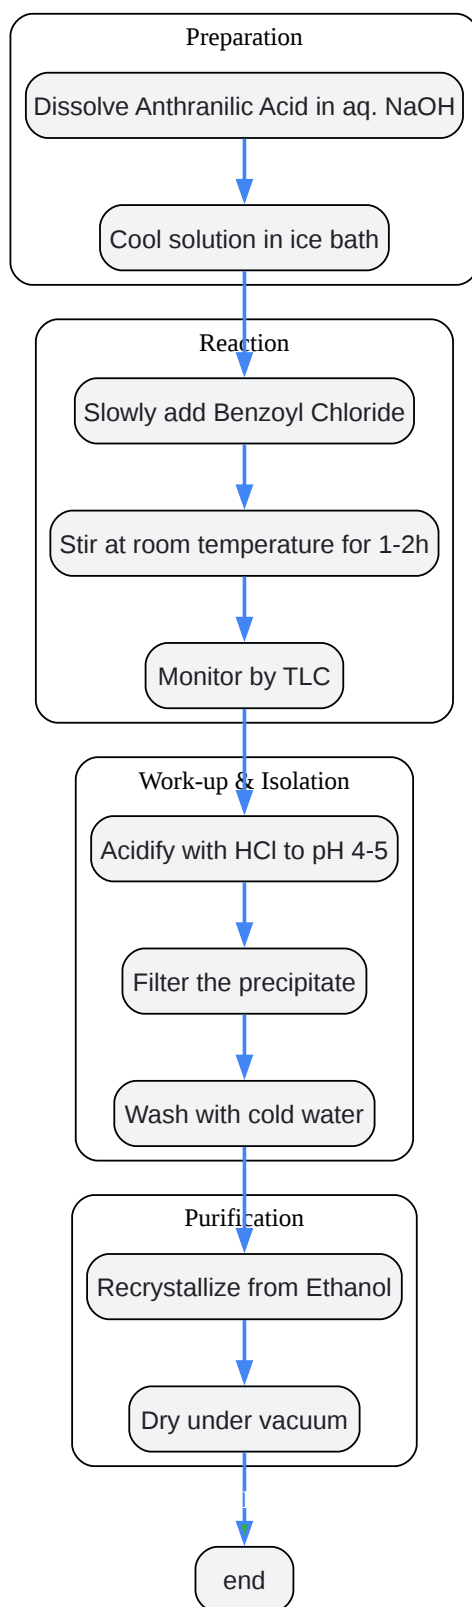 Preparation
Dissolve Anthranilic Acid in aq. NaOH
Cool solution in ice bath
Reaction
Slowly add Benzoyl Chloride
Stir at room temperature for 1-2h
Monitor by TLC
Work-up & Isolation
Acidify with HCl to pH 4-5
Filter the precipitate
Wash with cold water
Purification
Recrystallize from Ethanol
Dry under vacuum
end